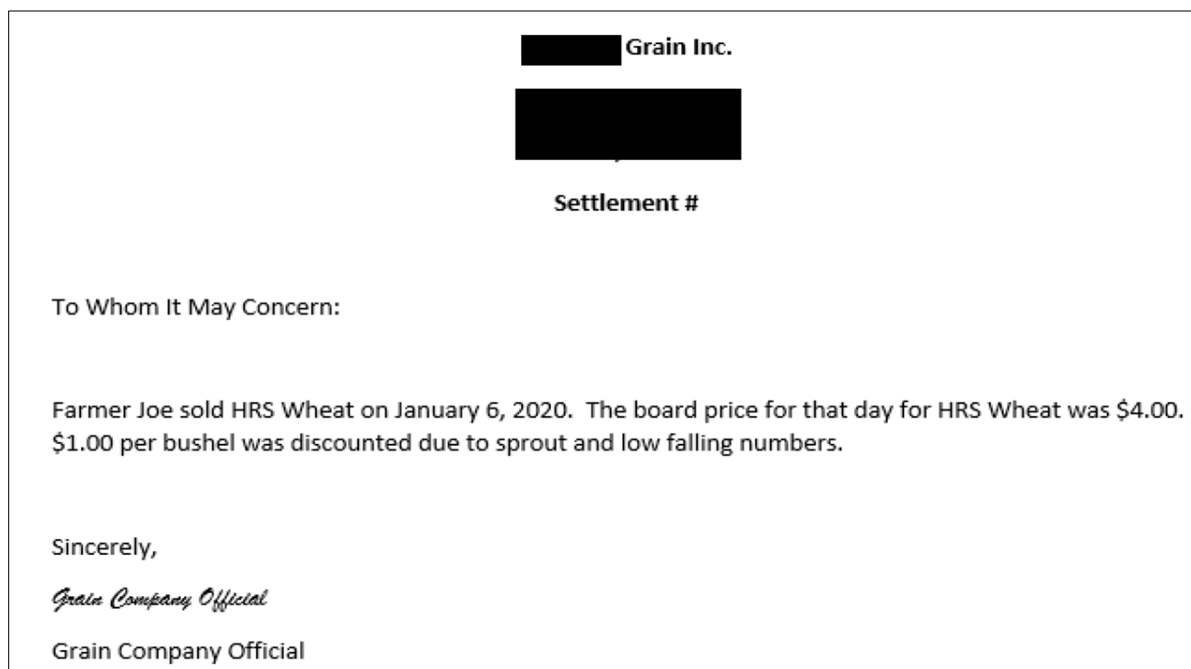 Grain Inc.
Settlement #
To Whom It May Concern:
Farmer Joe sold HRS Wheat on January 6, 2020.  The board price for that day for HRS Wheat was $4.00.
$1.00 per bushel was discounted due to sprout and low falling numbers.
Sincerely,
Grain Company Official
Grain Company Official